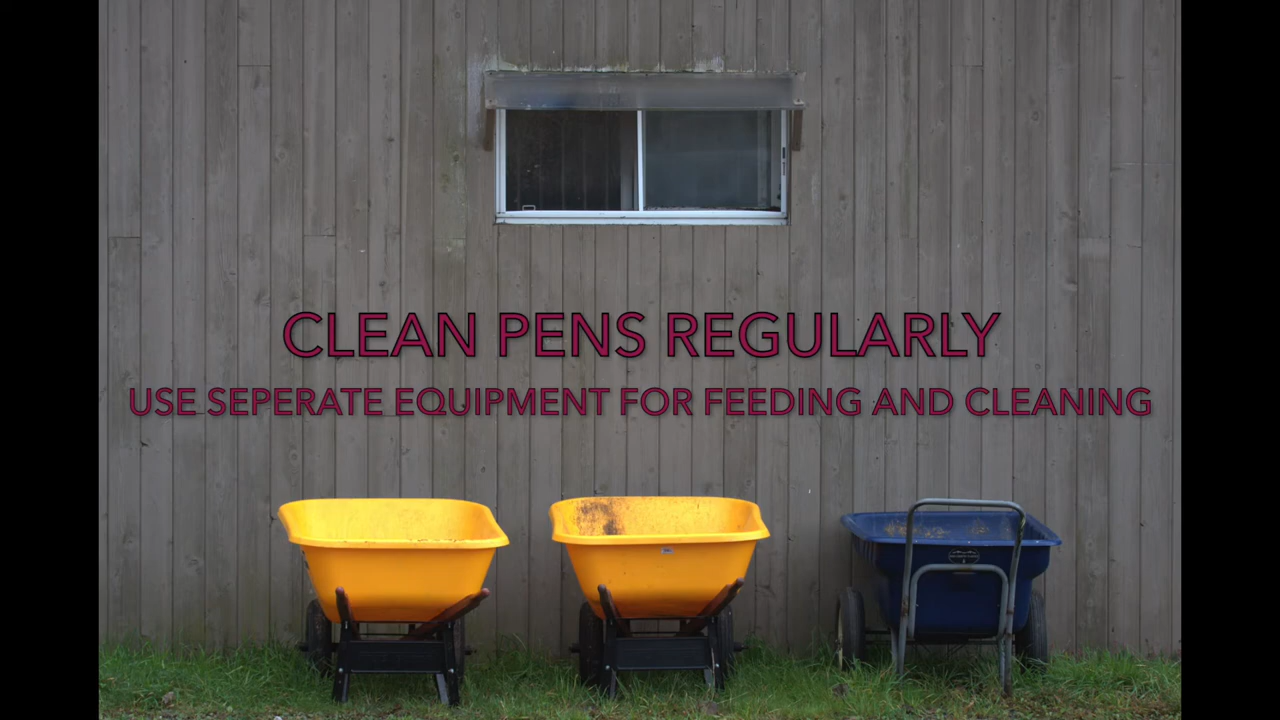 CLEAN PENS REGULARLY
USE SEPERATE EQUIPMENT FOR FEEDING AND CLEANING